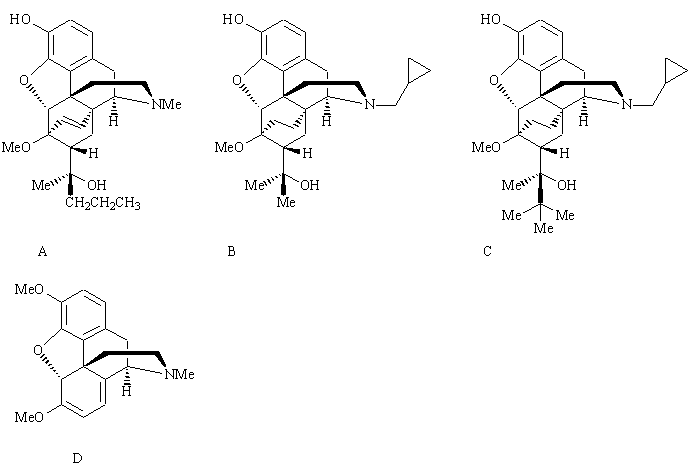 HO HO HO
O O O
NMe N N
H H H
MeO MeO MeO
H H H
Me OH Me OH Me OH
CH2CH2CH3 Me Me Me
Me
A B C
MeO
O
NMe
H
MeO
D